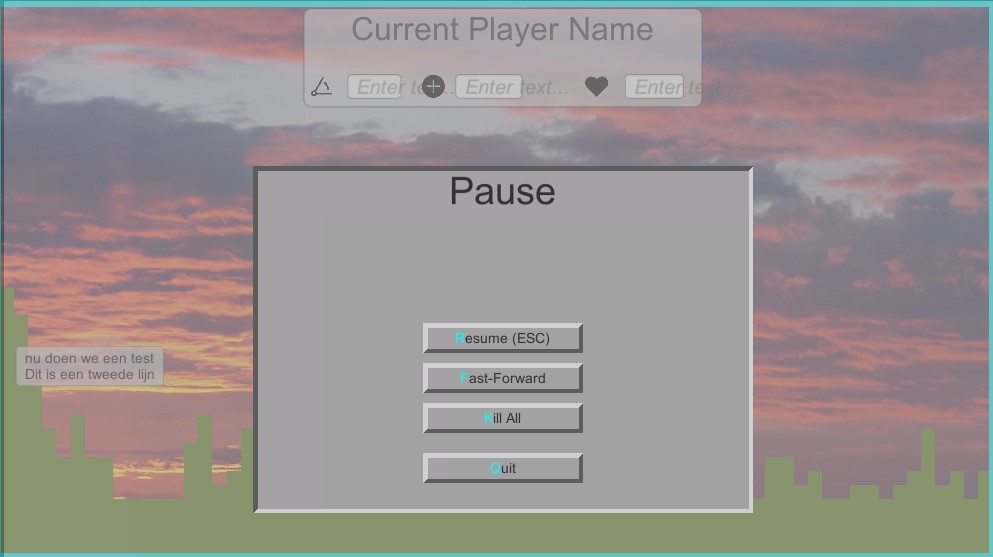 Current Player Name
Enter te... Enter text... Enter text...
Pause
Resume (ESC)
nu doen we een test
Dit is een tweede lijn
Fast-Forward
Kill All
Quit